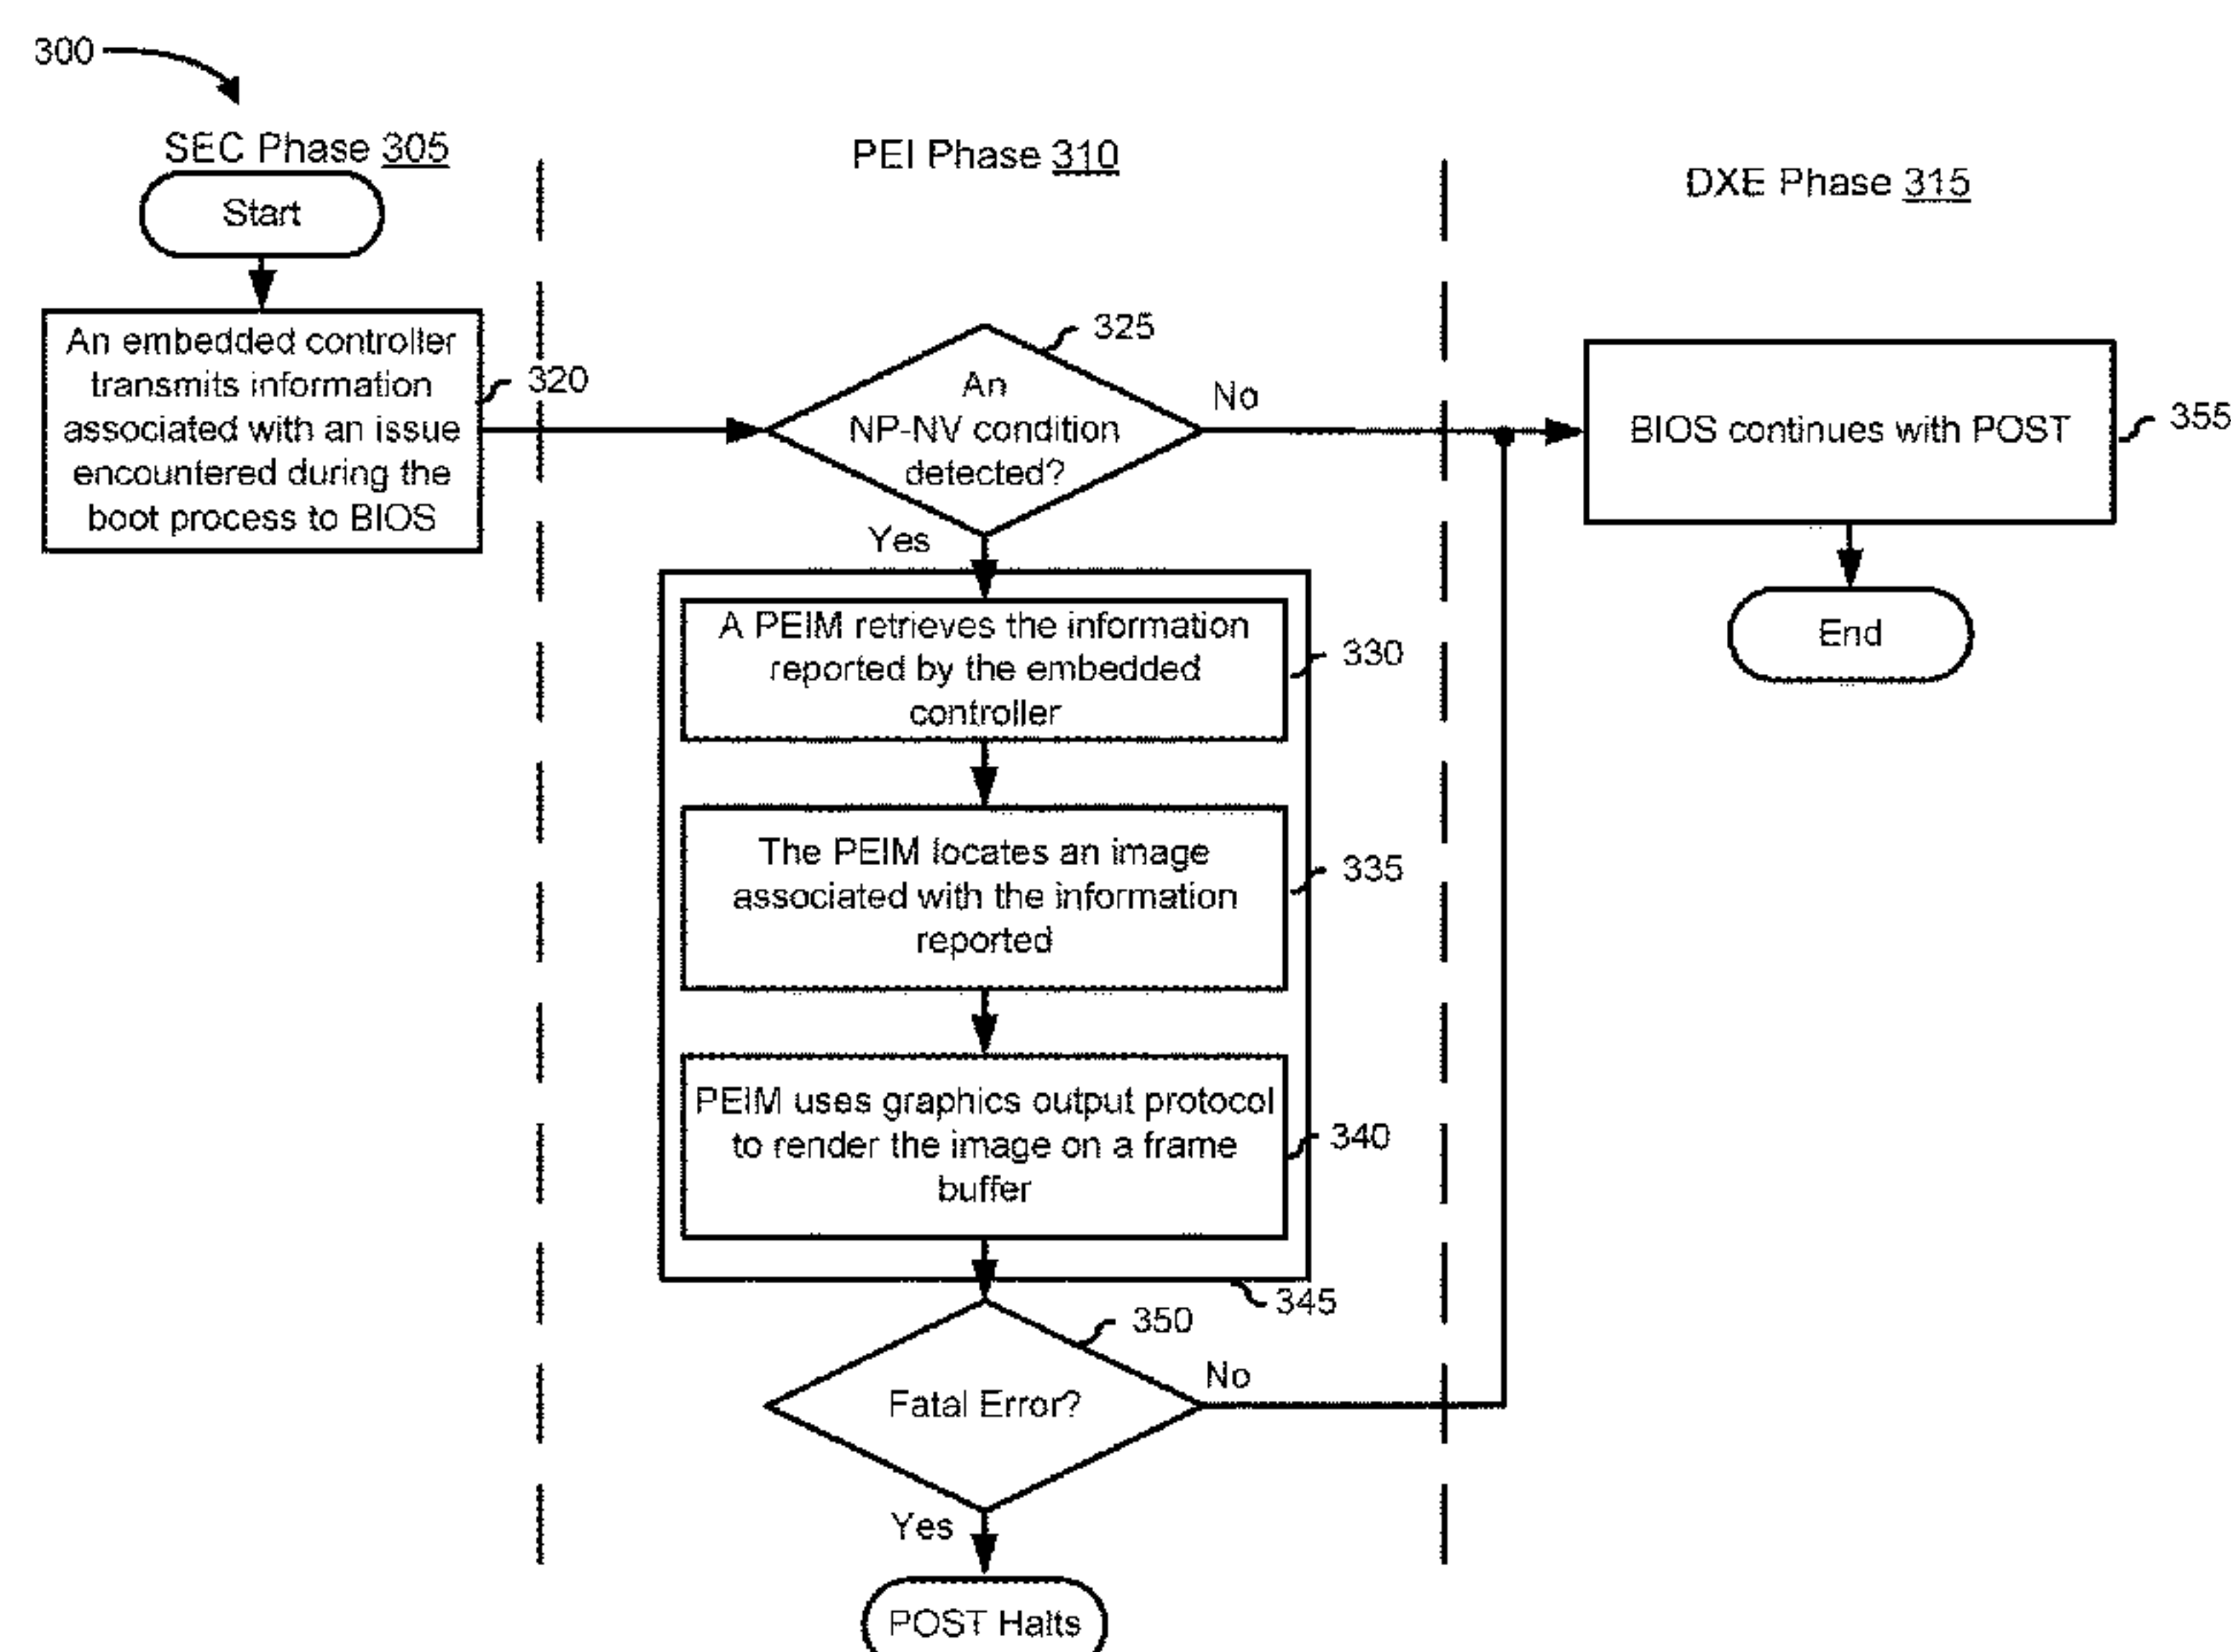 300
SEC Phase 305
PEI Phase 310
DXE Phase 315
Start
An embedded controller
transmits information
associated with an issue
encountered during the
boot process to BIOS
320
325
An
NP-NV condition
detected?
No
Yes
BIOS continues with POST
355
End
A PEIM retrieves the information
reported by the embedded
controller
330
The PEIM locates an image
associated with the information
reported
335
PEIM uses graphics output protocol
to render the image on a frame
buffer
340
345
350
Fatal Error?
No
Yes
POST Halts